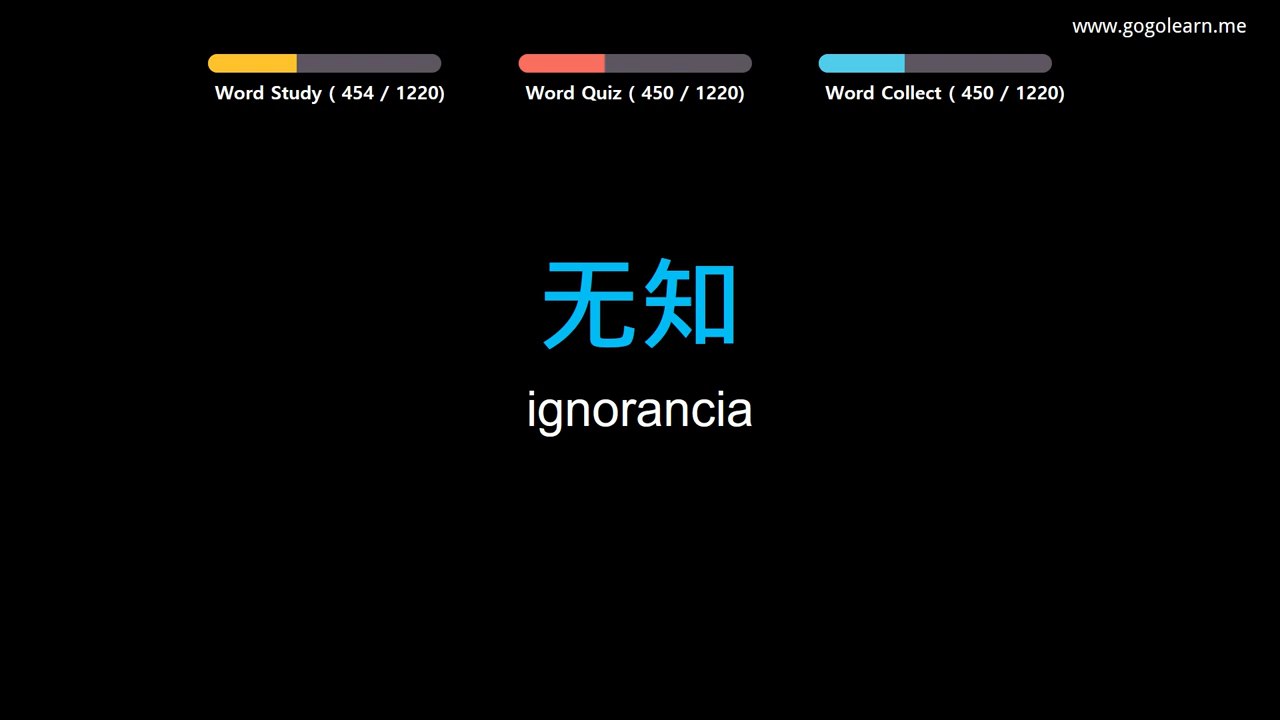 www.gogolearn.me
Word Study ( 454 / 1220)
Word Quiz ( 450 / 1220)
Word Collect ( 450 / 1220)
无知
ignorancia